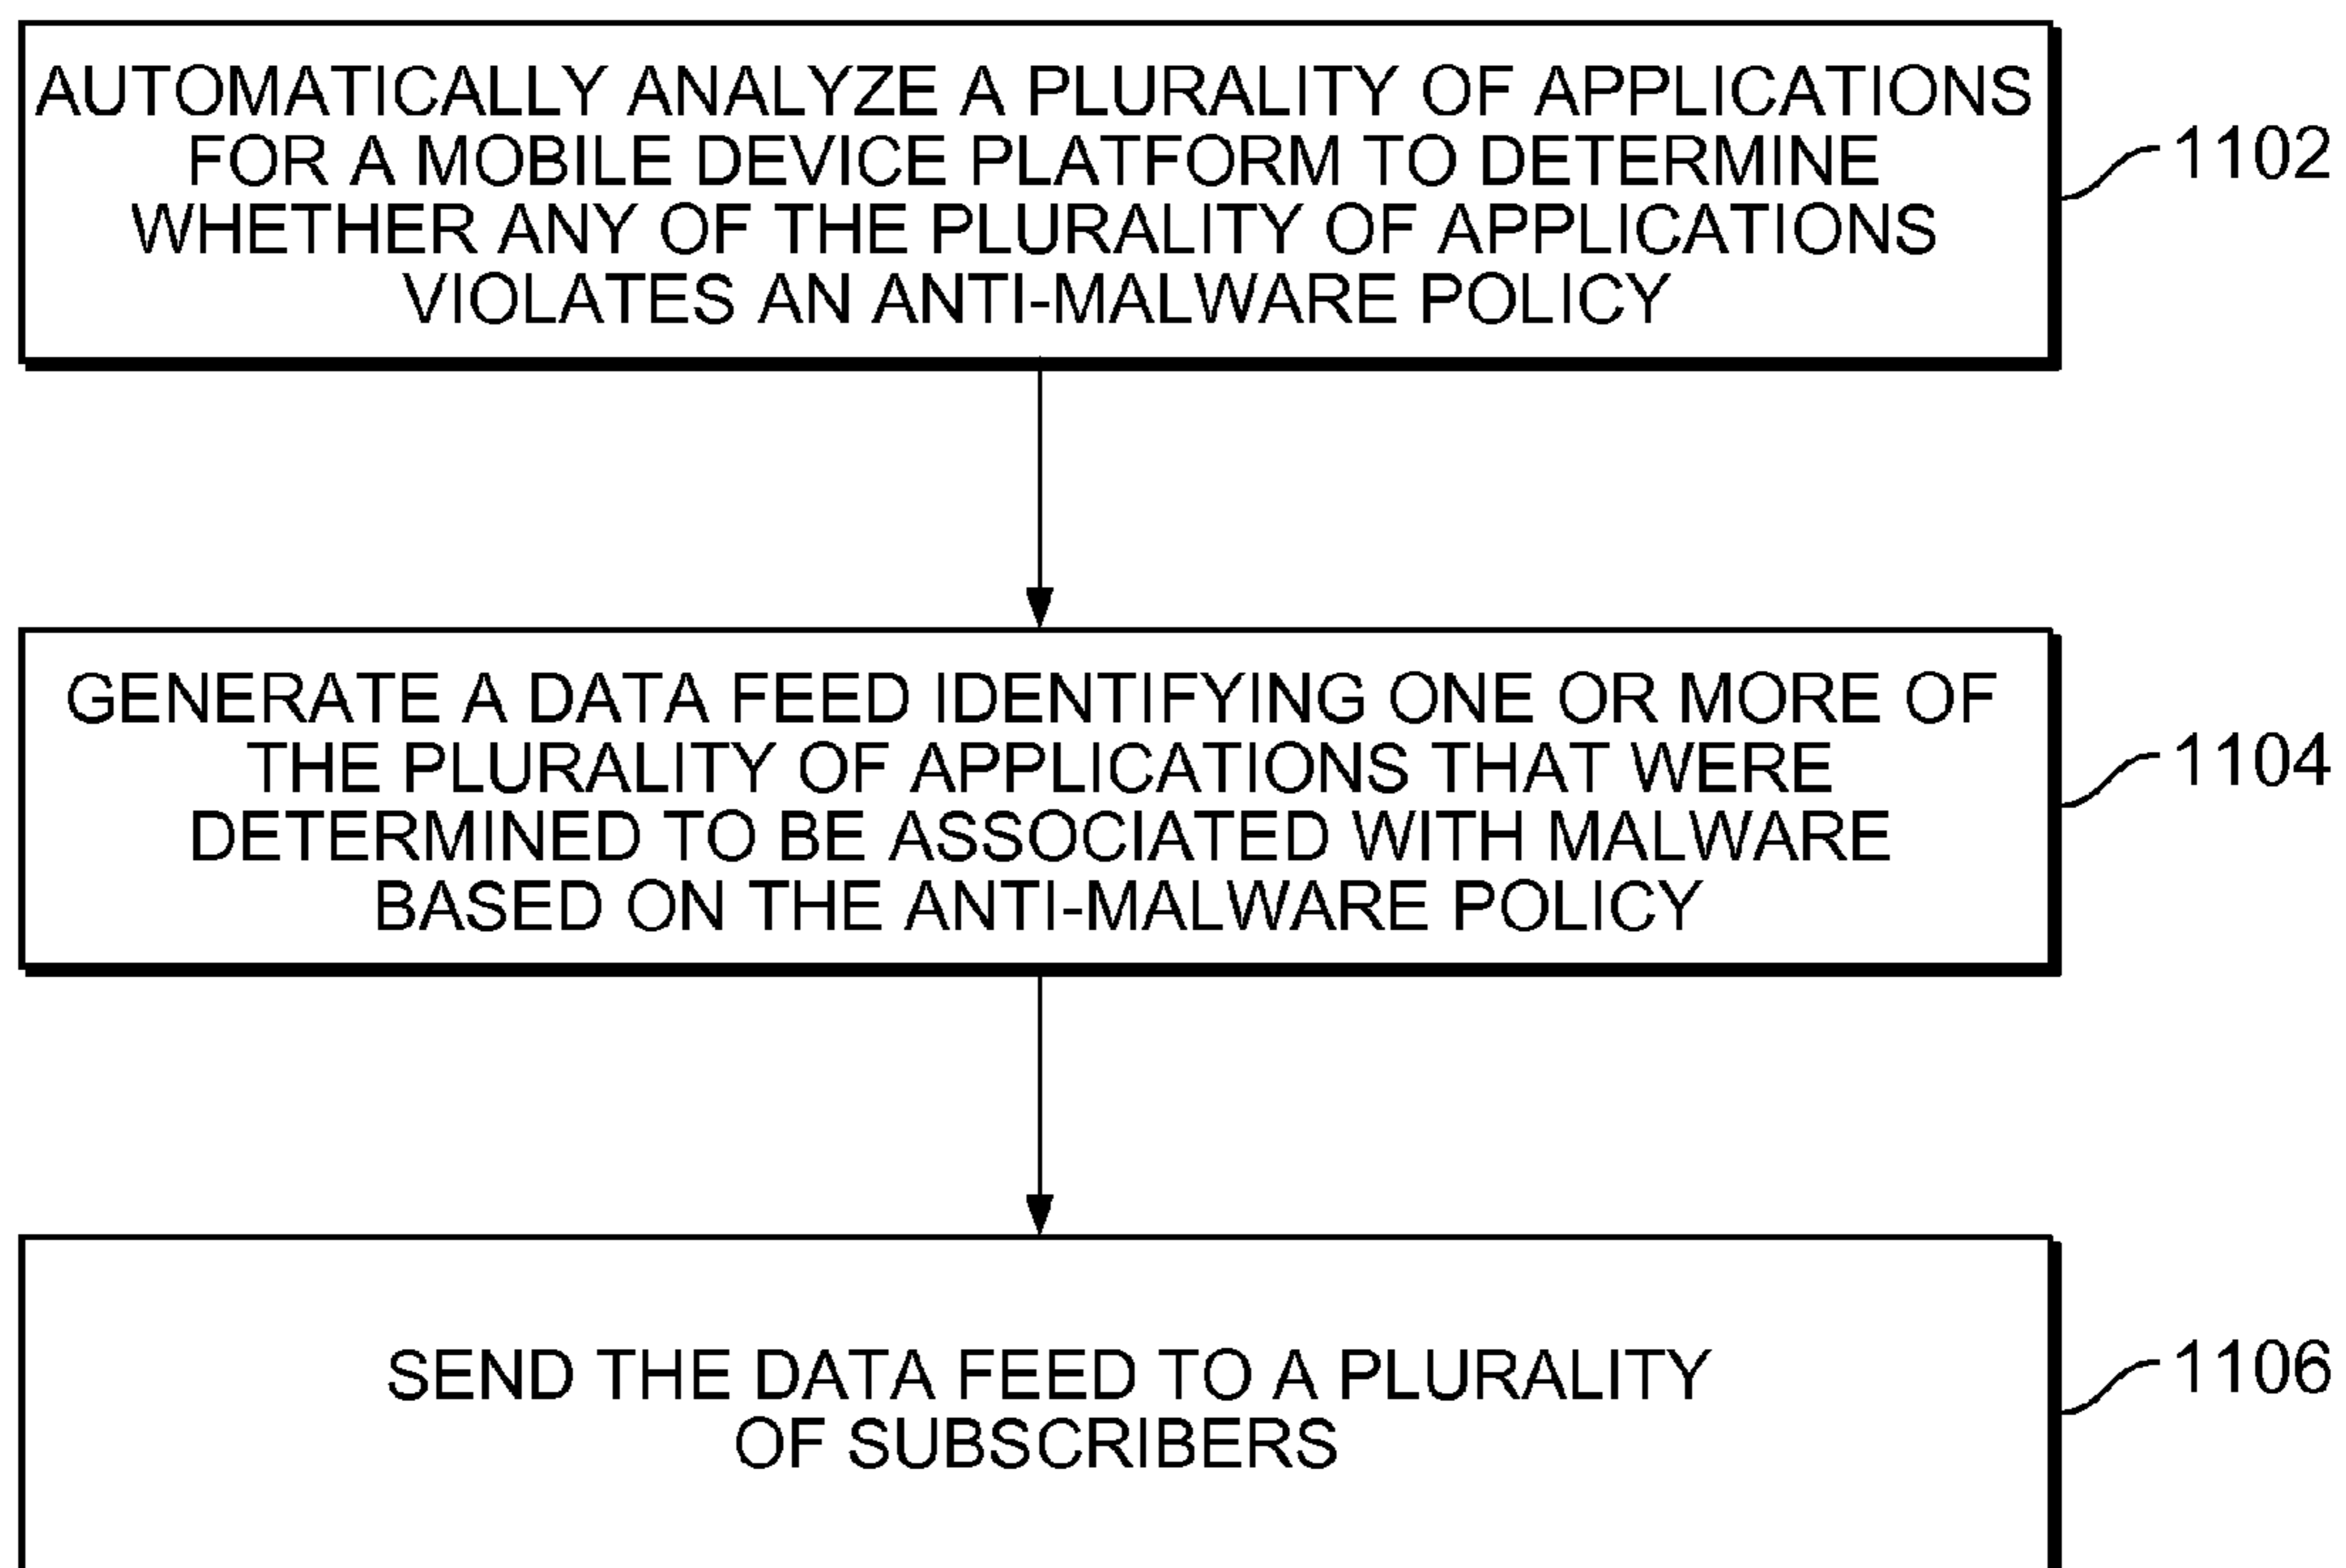 AUTOMATICALLY ANALYZE A PLURALITY OF APPLICATIONS
FOR A MOBILE DEVICE PLATFORM TO DETERMINE
WHETHER ANY OF THE PLURALITY OF APPLICATIONS
VIOLATES AN ANTI-MALWARE POLICY
1102
GENERATE A DATA FEED IDENTIFYING ONE OR MORE OF
THE PLURALITY OF APPLICATIONS THAT WERE
DETERMINED TO BE ASSOCIATED WITH MALWARE
BASED ON THE ANTI-MALWARE POLICY
1104
SEND THE DATA FEED TO A PLURALITY
OF SUBSCRIBERS
1106